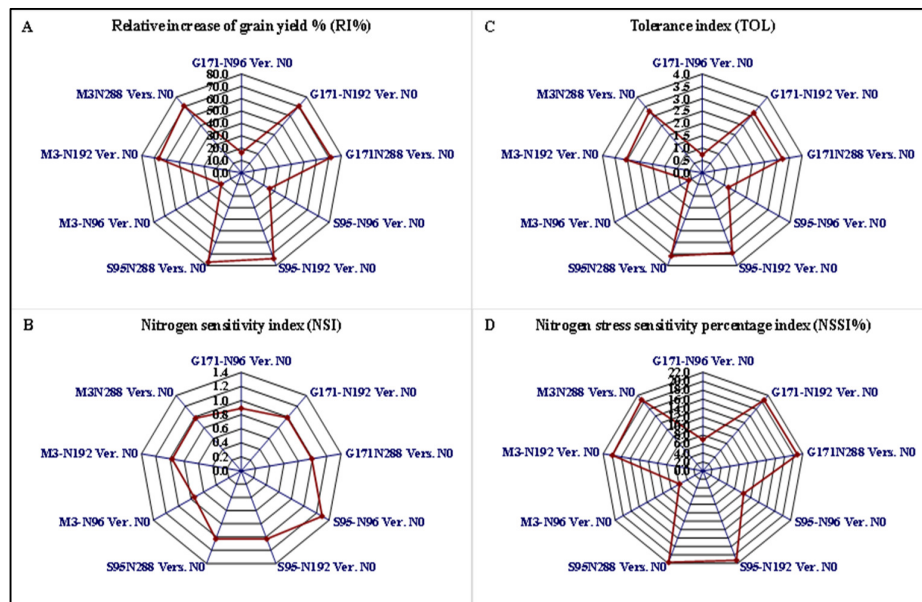 A
Relative increase of grain yield % (RI%)
G171-N96 Ver. N0
80.0
70.0
60.0
50.0
40.0
30.0
20.0
10.0
0.0
M3N288 Vers. N0
G171-N192 Ver. N0
M3-N192 Ver. N0
G171N288 Vers. N0
M3-N96 Ver. N0
S95-N96 Ver. N0
S95N288 Vers. N0
S95-N192 Ver. N0
C
Tolerance index (TOL)
G171-N96 Ver. N0
4.0
3.5
3.0
2.5
2.0
1.5
1.0
0.5
0.0
M3N288 Vers. N0
G171-N192 Ver. N0
M3-N192 Ver. N0
G171N288 Vers. N0
M3-N96 Ver. N0
S95-N96 Ver. N0
S95N288 Vers. N0
S95-N192 Ver. N0
B
Nitrogen sensitivity index (NSI)
G171-N96 Ver. N0
1.4
1.2
1.0
0.8
0.6
0.4
0.2
0.0
M3N288 Vers. N0
G171-N192 Ver. N0
M3-N192 Ver. N0
G171N288 Vers. N0
M3-N96 Ver. N0
S95-N96 Ver. N0
S95N288 Vers. N0
S95-N192 Ver. N0
D
Nitrogen stress sensitivity percentage index (NSSI%)
G171-N96 Ver. N0
22.0
20.0
18.0
16.0
14.0
12.0
10.0
8.0
6.0
4.0
2.0
0.0
M3N288 Vers. N0
G171-N192 Ver. N0
M3-N192 Ver. N0
G171N288 Vers. N0
M3-N96 Ver. N0
S95-N96 Ver. N0
S95N288 Vers. N0
S95-N192 Ver. N0